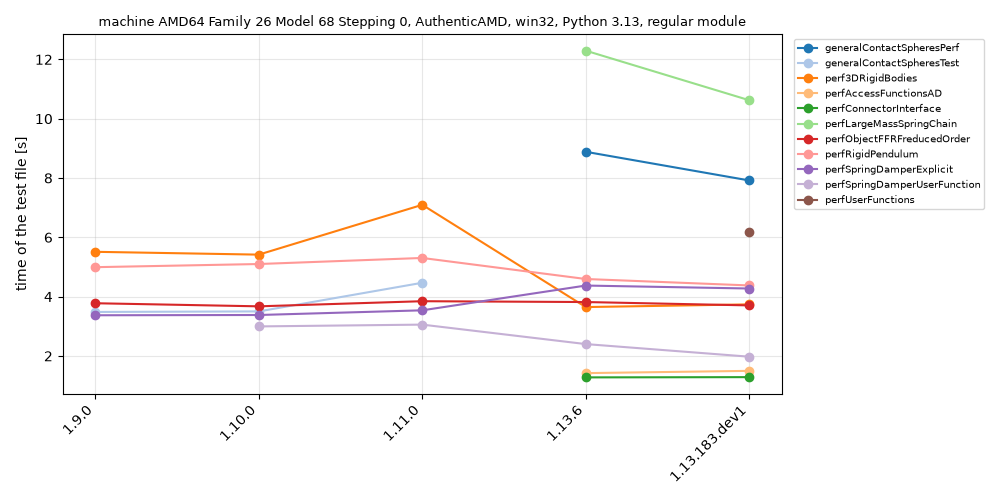 machine AMD64 Family 26 Model 68 Stepping 0, AuthenticAMD, win32, Python 3.13, regular module
time of the test file [s]
12
10
8
6
4
2
1.9.0
1.10.0
1.11.0
1.13.6
1.13.183.dev1
generalContactSpheresPerf
generalContactSpheresTest
perf3DRigidBodies
perfAccessFunctionsAD
perfConnectorInterface
perfLargeMassSpringChain
perfObjectFFRFreducedOrder
perfRigidPendulum
perfSpringDamperExplicit
perfSpringDamperUserFunction
perfUserFunctions